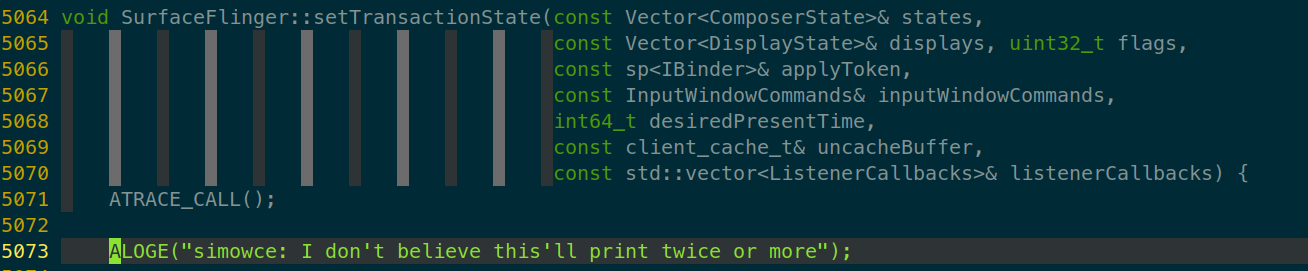 5064 void SurfaceFlinger::setTransactionState(const Vector<ComposerState>& states,
5065 const Vector<DisplayState>& displays, uint32_t flags,
5066 const sp<IBinder>& applyToken,
5067 const InputWindowCommands& inputWindowCommands,
5068 int64_t desiredPresentTime,
5069 const client_cache_t& uncacheBuffer,
5070 const std::vector<ListenerCallbacks>& listenerCallbacks) {
5071 ATRACE_CALL();
5072
5073 ALOGE("simowce: I don't believe this'll print twice or more");